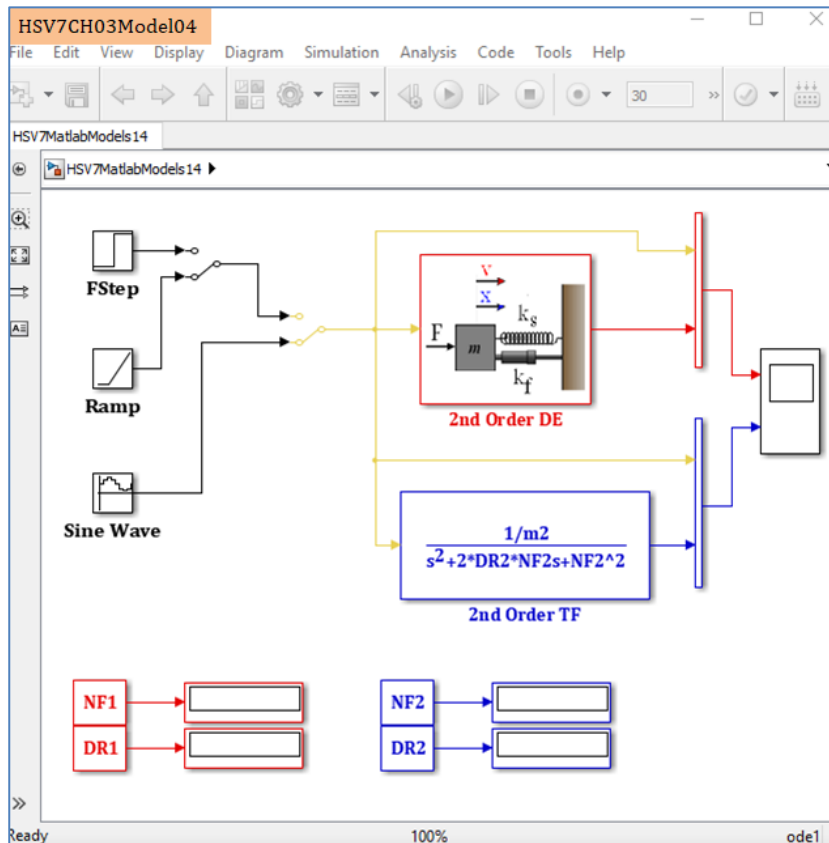 HSV7CH03Model04
File Edit View Display Diagram Simulation Analysis Code Tools Help
30
HSV7MatlabModels14
HSV7MatlabModels14
FStep
Ramp
Sine Wave
V
X
ks
F
m
kf
2nd Order DE
1/m2
s²+2*DR2*NF2s+NF2^2
2nd Order TF
NF1
DR1
NF2
DR2
Ready 100% ode1